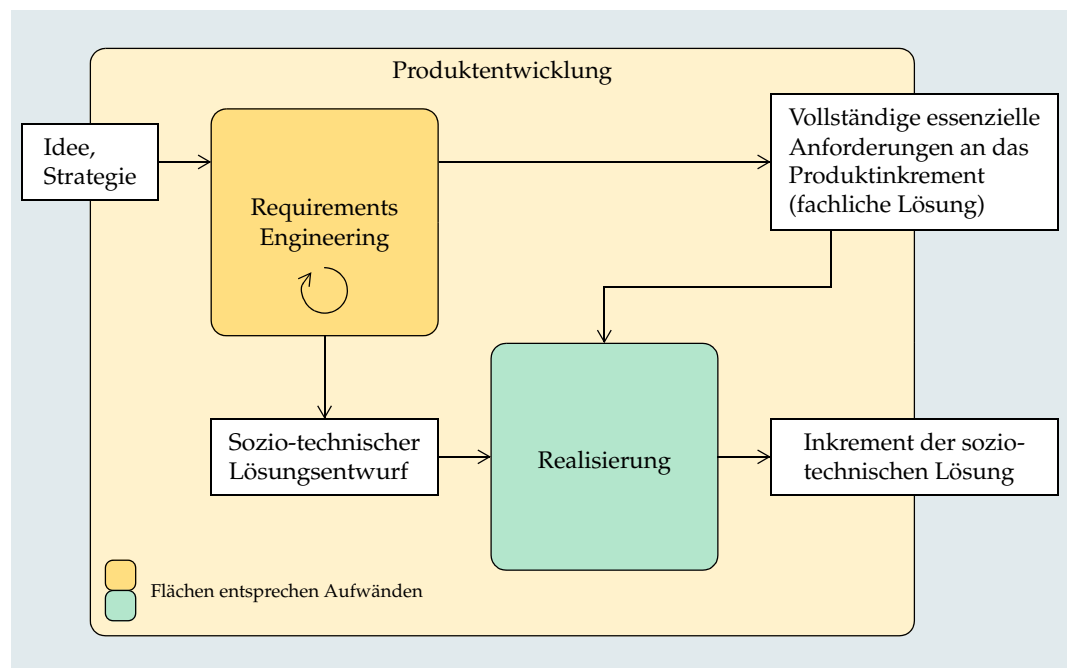 Produktentwicklung
Idee,
Strategie
Requirements
Engineering
Vollständige essenzielle
Anforderungen an das
Produktinkrement
(fachliche Lösung)
Sozio-technischer
Lösungsentwurf
Realisierung
Inkrement der sozio-
technischen Lösung
Flächen entsprechen Aufwänden